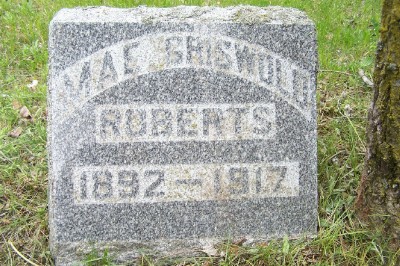 MAE GRISWOLD
ROBERTS
1892 — 1917